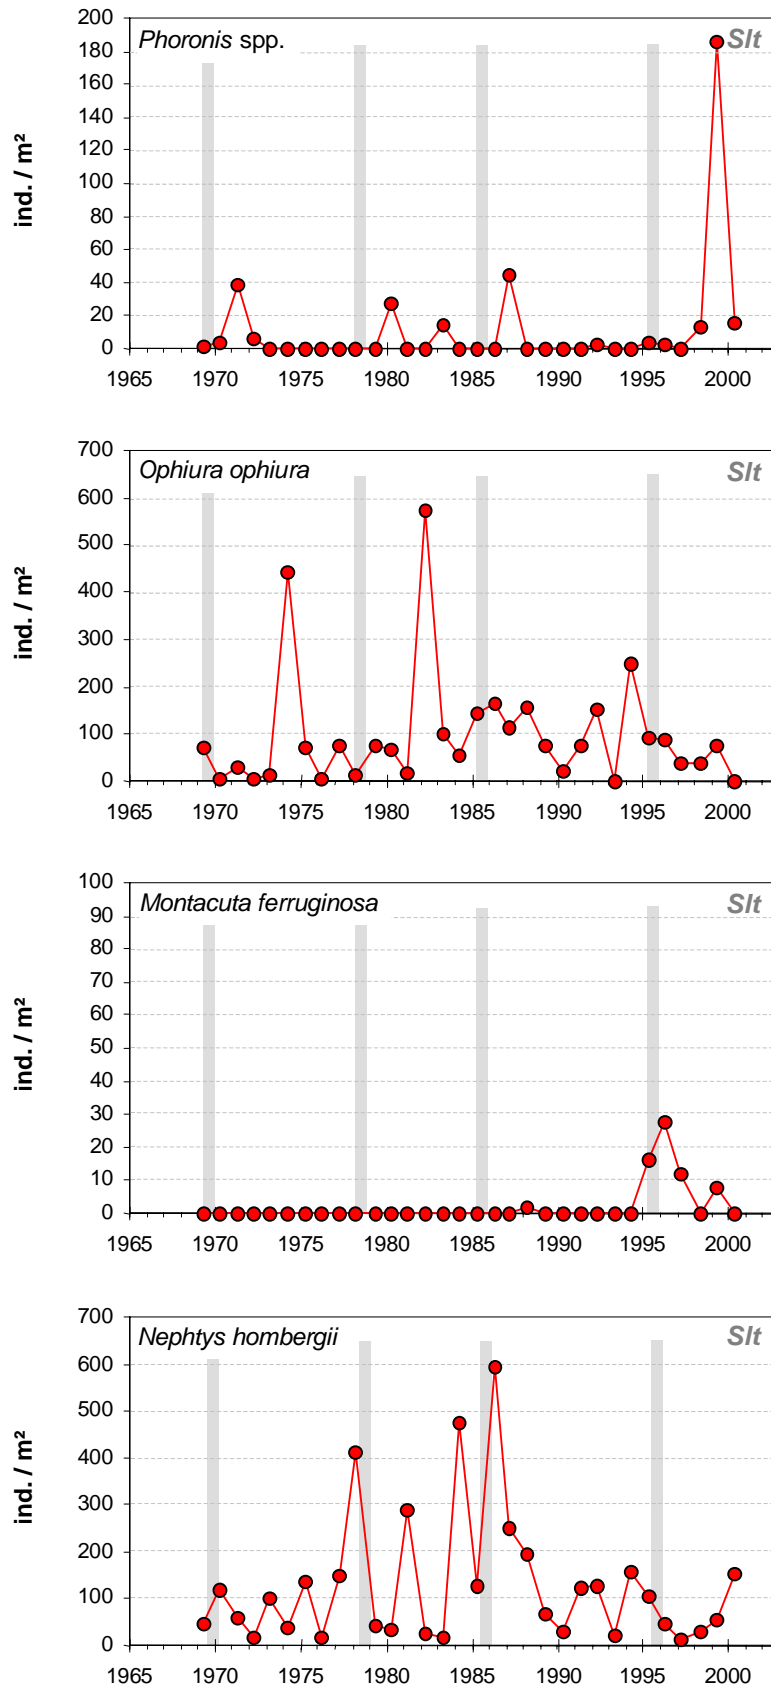 200
Phoronis spp.
Slt
180
160
140
120
ind. / m²
100
80
60
40
20
0
1965 1970 1975 1980 1985 1990 1995 2000
700
Ophiura ophiura
Slt
600
500
400
ind. / m²
300
200
100
0
1965 1970 1975 1980 1985 1990 1995 2000
100
Montacuta ferruginosa
Slt
90
80
70
60
ind. / m²
50
40
30
20
10
0
1965 1970 1975 1980 1985 1990 1995 2000
700
Nephtys hombergii
Slt
600
500
400
ind. / m²
300
200
100
0
1965 1970 1975 1980 1985 1990 1995 2000